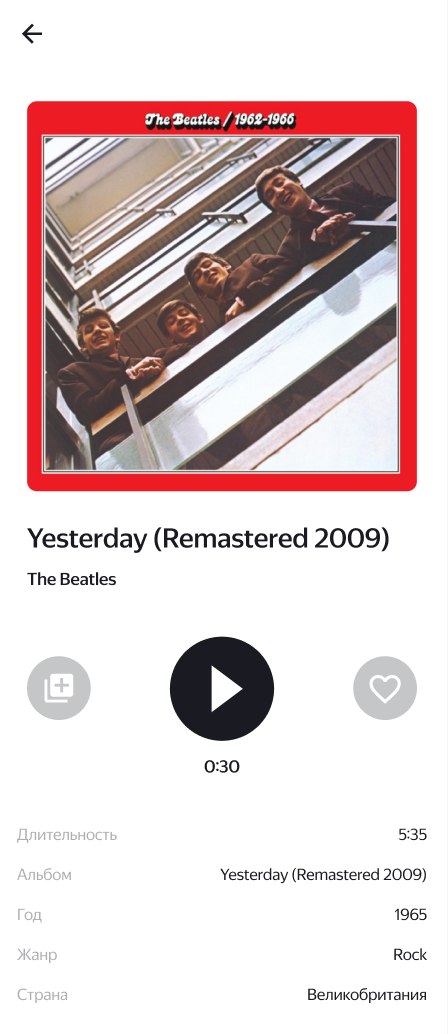 The Beatles / 1962-1966
Yesterday (Remastered 2009)
The Beatles
0:30
Длительность 5:35
Альбом Yesterday (Remastered 2009)
Год 1965
Жанр Rock
Страна Великобритания